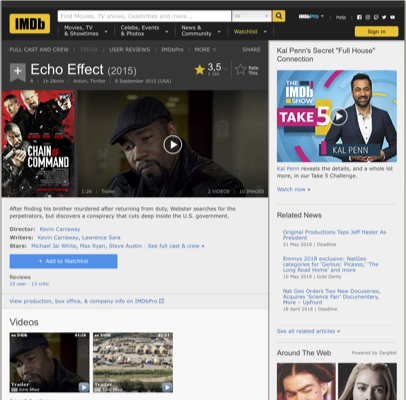 IMDb
Find Movies, TV shows, Celebrities and more...
All
Movies, TV & Showtimes
Celebs, Events & Photos
News & Community
Watchlist
IMDbPro
Help
Sign in
FULL CAST AND CREW | TRIVIA | USER REVIEWS | IMDbPro | MORE
SHARE
Echo Effect (2015)
3,5
Rate This
R | 1h 28min | Action, Thriller | 8 September 2015 (USA)
CHAIN OF COMMAND
1:26 | Trailer
2 VIDEOS | 10 IMAGES
After finding his brother murdered after returning from duty, Webster searches for the
perpetrators, but discovers a conspiracy that cuts deep inside the U.S. government.
Director: Kevin Carraway
Writers: Kevin Carraway, Lawrence Sara
Stars: Michael Jai White, Max Ryan, Steve Austin | See full cast & crew »
+ Add to Watchlist
Reviews
23 user | 13 critic
View production, box office, & company info on IMDbPro
Videos
Trailer
Trailer
Kal Penn's Secret "Full House"
Connection
THE IMDb SHOW
TAKE 5
KAL PENN
Kal Penn reveals the details, and a whole lot
more, in our Take 5 Challenge.
Watch now »
Related News
Original Productions Taps Jeff Hasler As
President
21 May 2018 | Deadline
Emmys 2018 exclusive: NatGeo
categories for 'Genius: Picasso,' 'The
Long Road Home' and more
18 May 2018 | Gold Derby
Nat Geo Orders Two New Docuseries,
Acquires 'Science Fair' Documentary,
More – Upfront
18 April 2018 | Deadline
See all related articles »
Around The Web
Powered by ZergNet